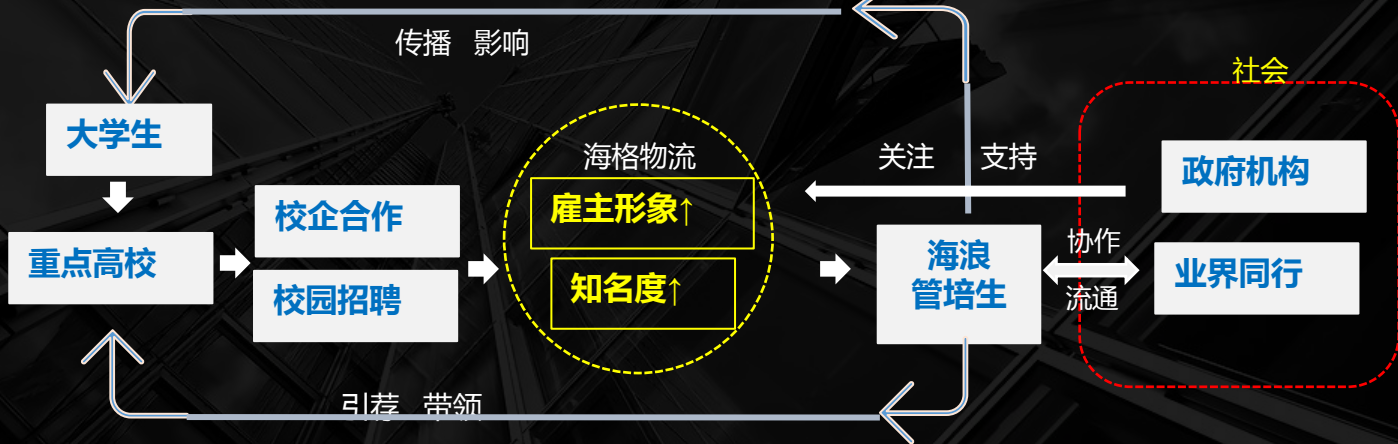 传播 影响
社会
大学生
海格物流
关注 支持
政府机构
校企合作
雇主形象↑
重点高校
协作
海浪
管培生
业界同行
校园招聘
知名度↑
流通
引荐 带领